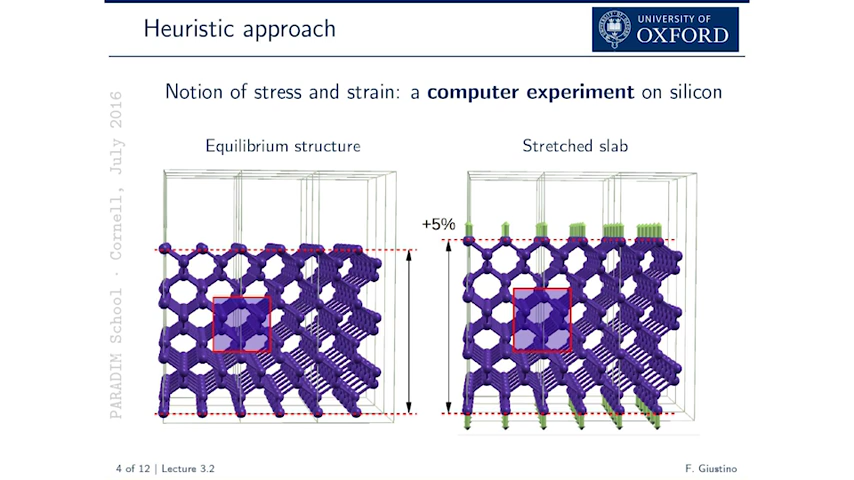 Heuristic approach
UNIVERSITY OF
OXFORD
Notion of stress and strain: a computer experiment on silicon
Equilibrium structure
Stretched slab
+5%
PARADIM School · Cornell, July 2016
4 of 12 | Lecture 3.2
F. Giustino